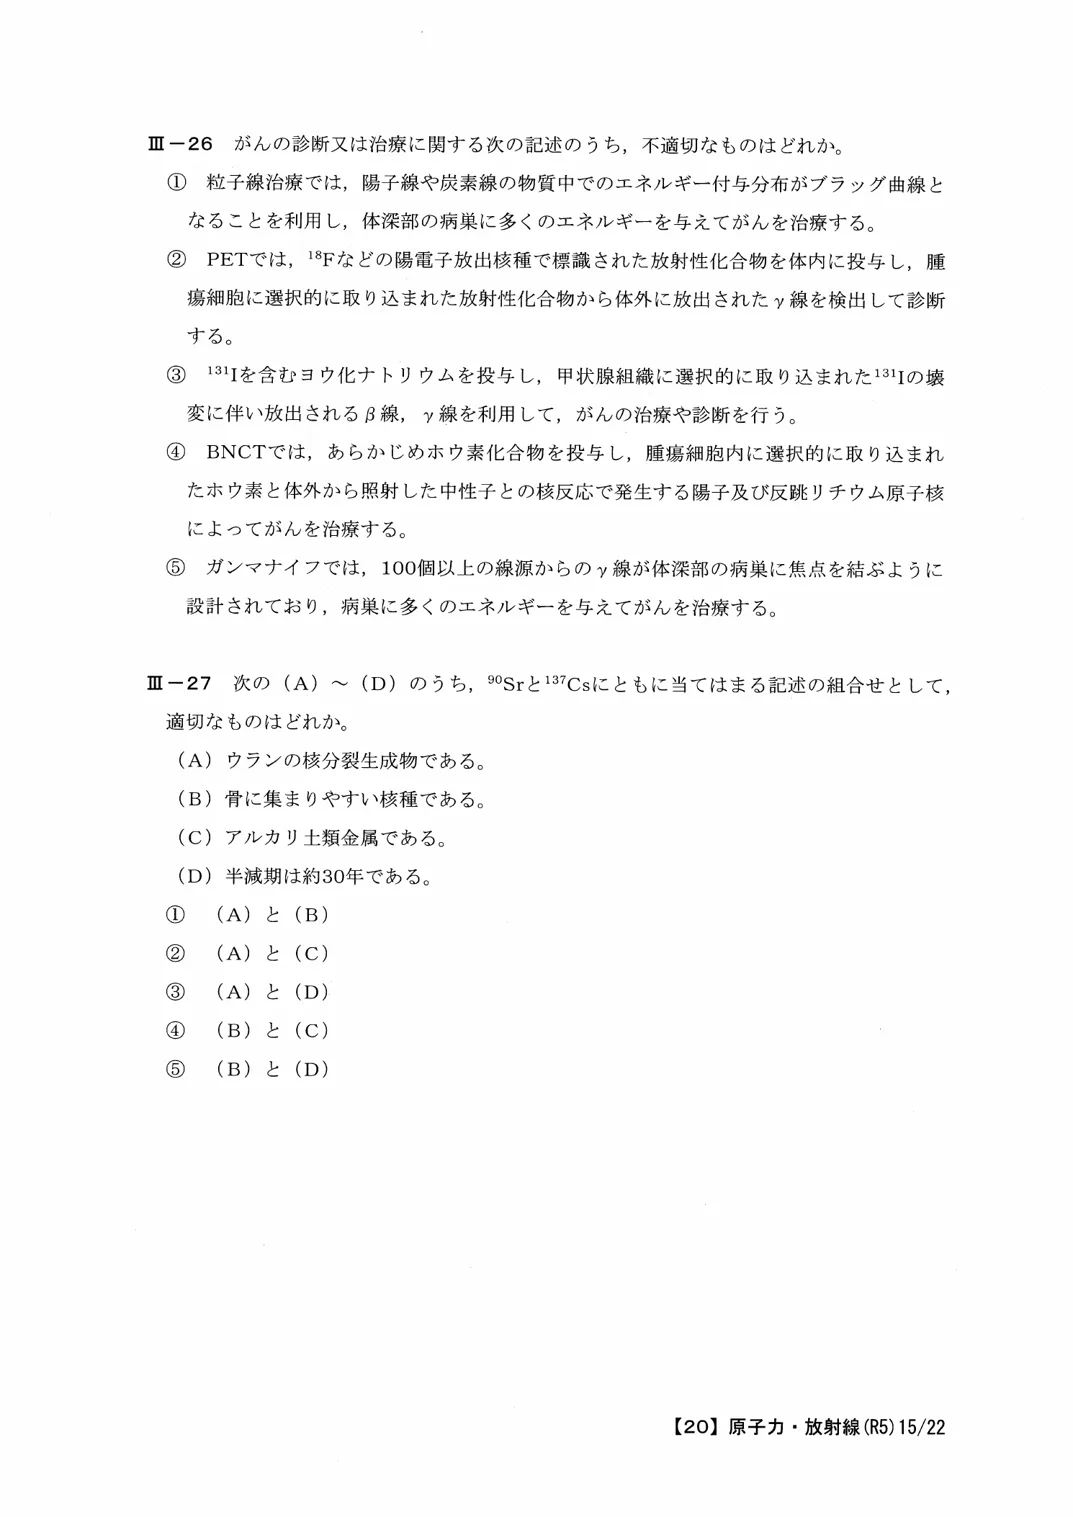 Ⅲ－26　がんの診断又は治療に関する次の記述のうち，不適切なものはどれか。
①　粒子線治療では，陽子線や炭素線の物質中でのエネルギー付与分布がブラッグ曲線と
なることを利用し，体深部の病巣に多くのエネルギーを与えてがんを治療する。
②　PETでは，¹⁸Fなどの陽電子放出核種で標識された放射性化合物を体内に投与し，腫
瘍細胞に選択的に取り込まれた放射性化合物から体外に放出されたγ線を検出して診断
する。
③　¹³¹Iを含むヨウ化ナトリウムを投与し，甲状腺組織に選択的に取り込まれた¹³¹Iの壊
変に伴い放出されるβ線，γ線を利用して，がんの治療や診断を行う。
④　BNCTでは，あらかじめホウ素化合物を投与し，腫瘍細胞内に選択的に取り込まれ
たホウ素と体外から照射した中性子との核反応で発生する陽子及び反跳リチウム原子核
によってがんを治療する。
⑤　ガンマナイフでは，100個以上の線源からのγ線が体深部の病巣に焦点を結ぶように
設計されており，病巣に多くのエネルギーを与えてがんを治療する。
Ⅲ－27　次の（A）～（D）のうち，⁹⁰Srと¹³⁷Csにともに当てはまる記述の組合せとして，
適切なものはどれか。
（A）ウランの核分裂生成物である。
（B）骨に集まりやすい核種である。
（C）アルカリ土類金属である。
（D）半減期は約30年である。
①　（A）と（B）
②　（A）と（C）
③　（A）と（D）
④　（B）と（C）
⑤　（B）と（D）
【20】原子力・放射線(R5)15/22